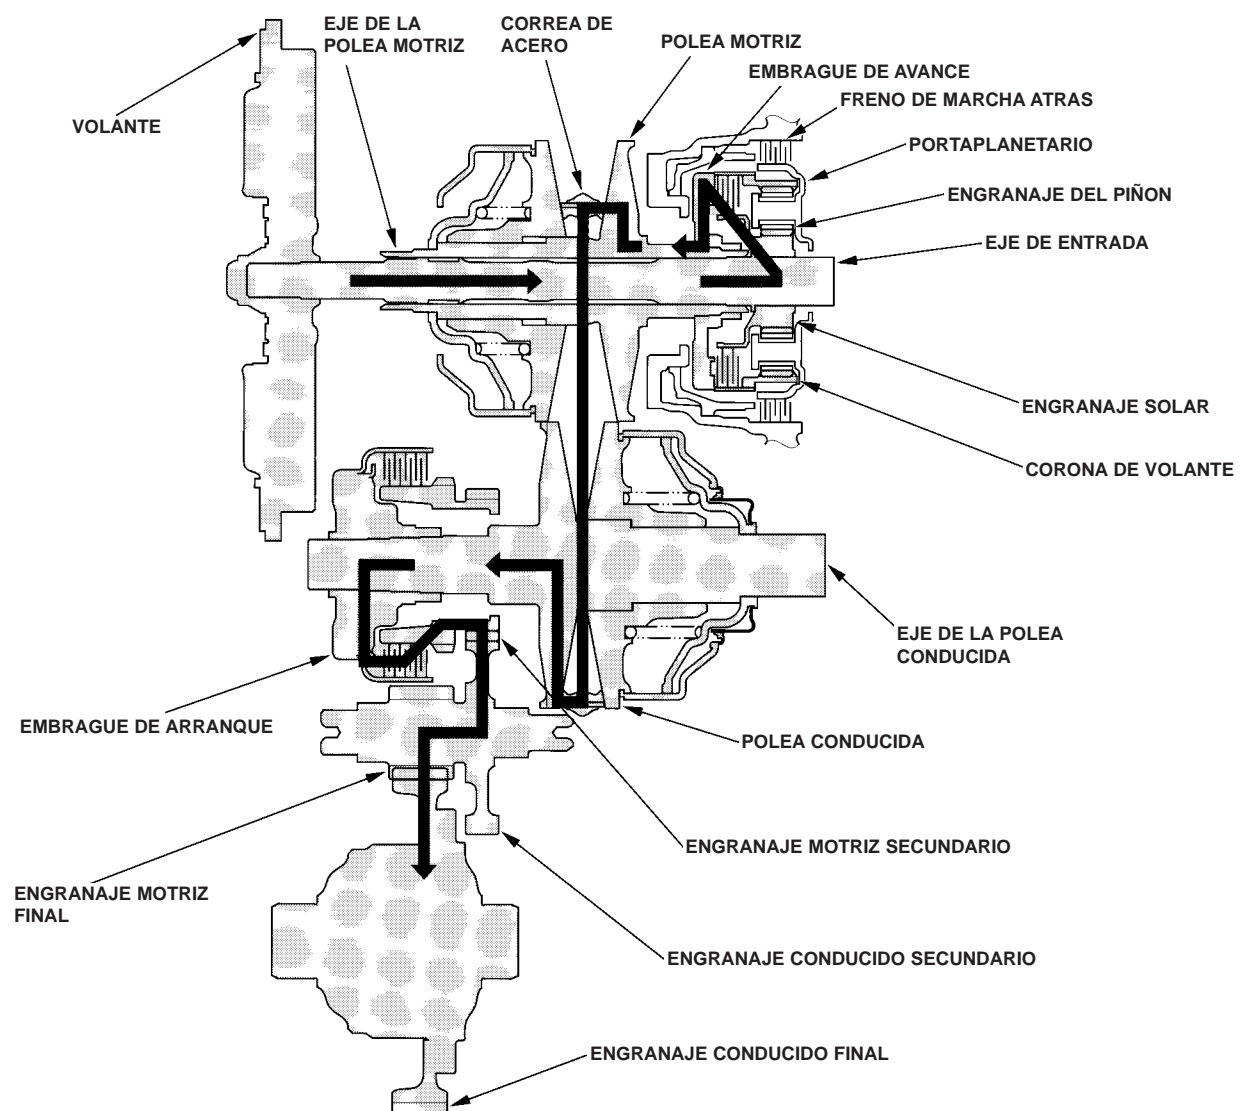 EJE DE LA
POLEA MOTRIZ
CORREA DE
ACERO
POLEA MOTRIZ
EMBRAGUE DE AVANCE
FRENO DE MARCHA ATRAS
VOLANTE
PORTAPLANETARIO
ENGRANAJE DEL PIÑON
EJE DE ENTRADA
ENGRANAJE SOLAR
CORONA DE VOLANTE
EJE DE LA POLEA
CONDUCIDA
EMBRAGUE DE ARRANQUE
POLEA CONDUCIDA
ENGRANAJE MOTRIZ SECUNDARIO
ENGRANAJE MOTRIZ
FINAL
ENGRANAJE CONDUCIDO SECUNDARIO
ENGRANAJE CONDUCIDO FINAL